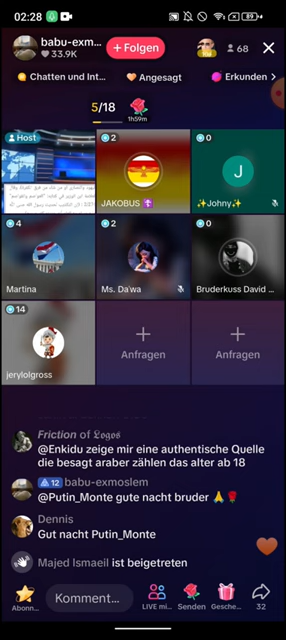 02:28
89
babu-exm...
33.9K
+ Folgen
68
Chatten und Int...
Angesagt
Erkunden >
5/18
1h59m
Host
2
JAKOBUS
0
J
✨Johny✨
4
Martina
2
Ms. Da'wa
0
Bruderkuss David ...
14
jerylolgross
Anfragen
Anfragen
Friction of 𝕷𝖔𝖌𝖔𝖘
@Enkidu zeige mir eine authentische Quelle
die besagt araber zählen das alter ab 18
12 babu-exmoslem
@Putin_Monte gute nacht bruder 🙏🌹
Dennis
Gut nacht Putin_Monte
Majed Ismaeil ist beigetreten
Komment...
Abonn...
LIVE mi...
Senden
Gesche...
32